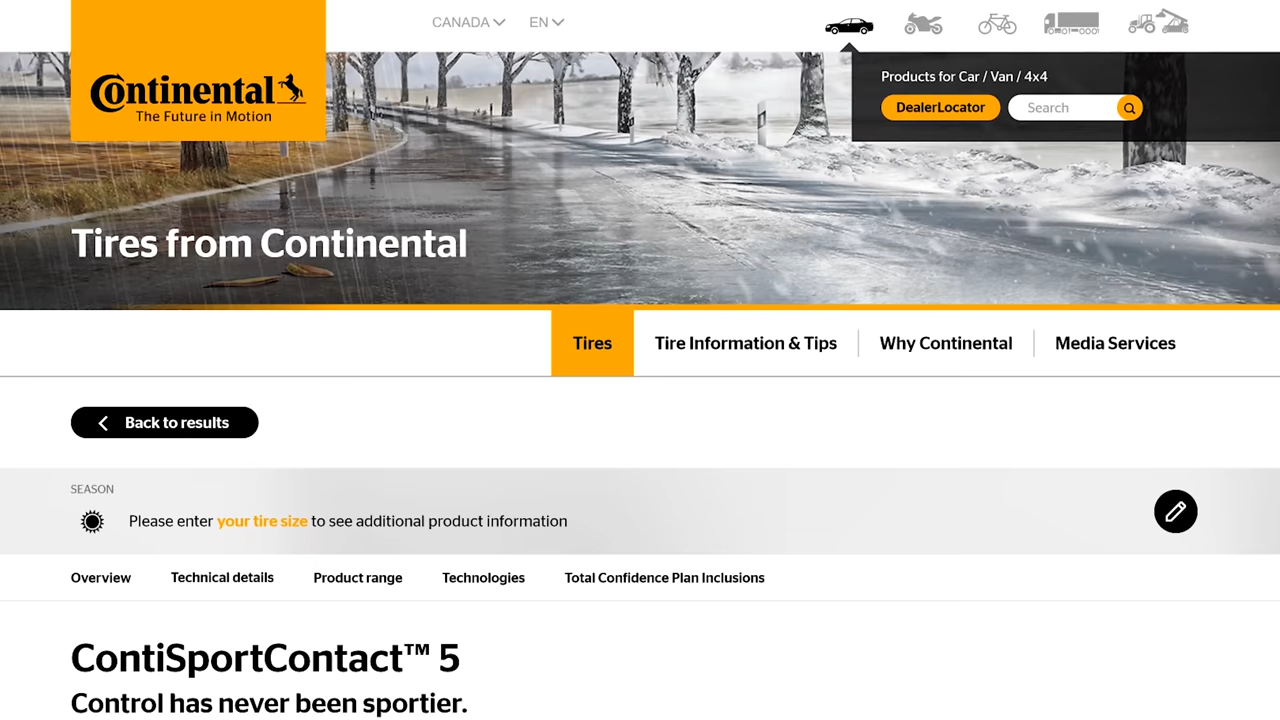 CANADA EN
Continental
The Future in Motion
Products for Car / Van / 4x4
DealerLocator Search
Tires from Continental
Tires Tire Information & Tips Why Continental Media Services
Back to results
SEASON
Please enter your tire size to see additional product information
Overview Technical details Product range Technologies Total Confidence Plan Inclusions
ContiSportContact™ 5
Control has never been sportier.